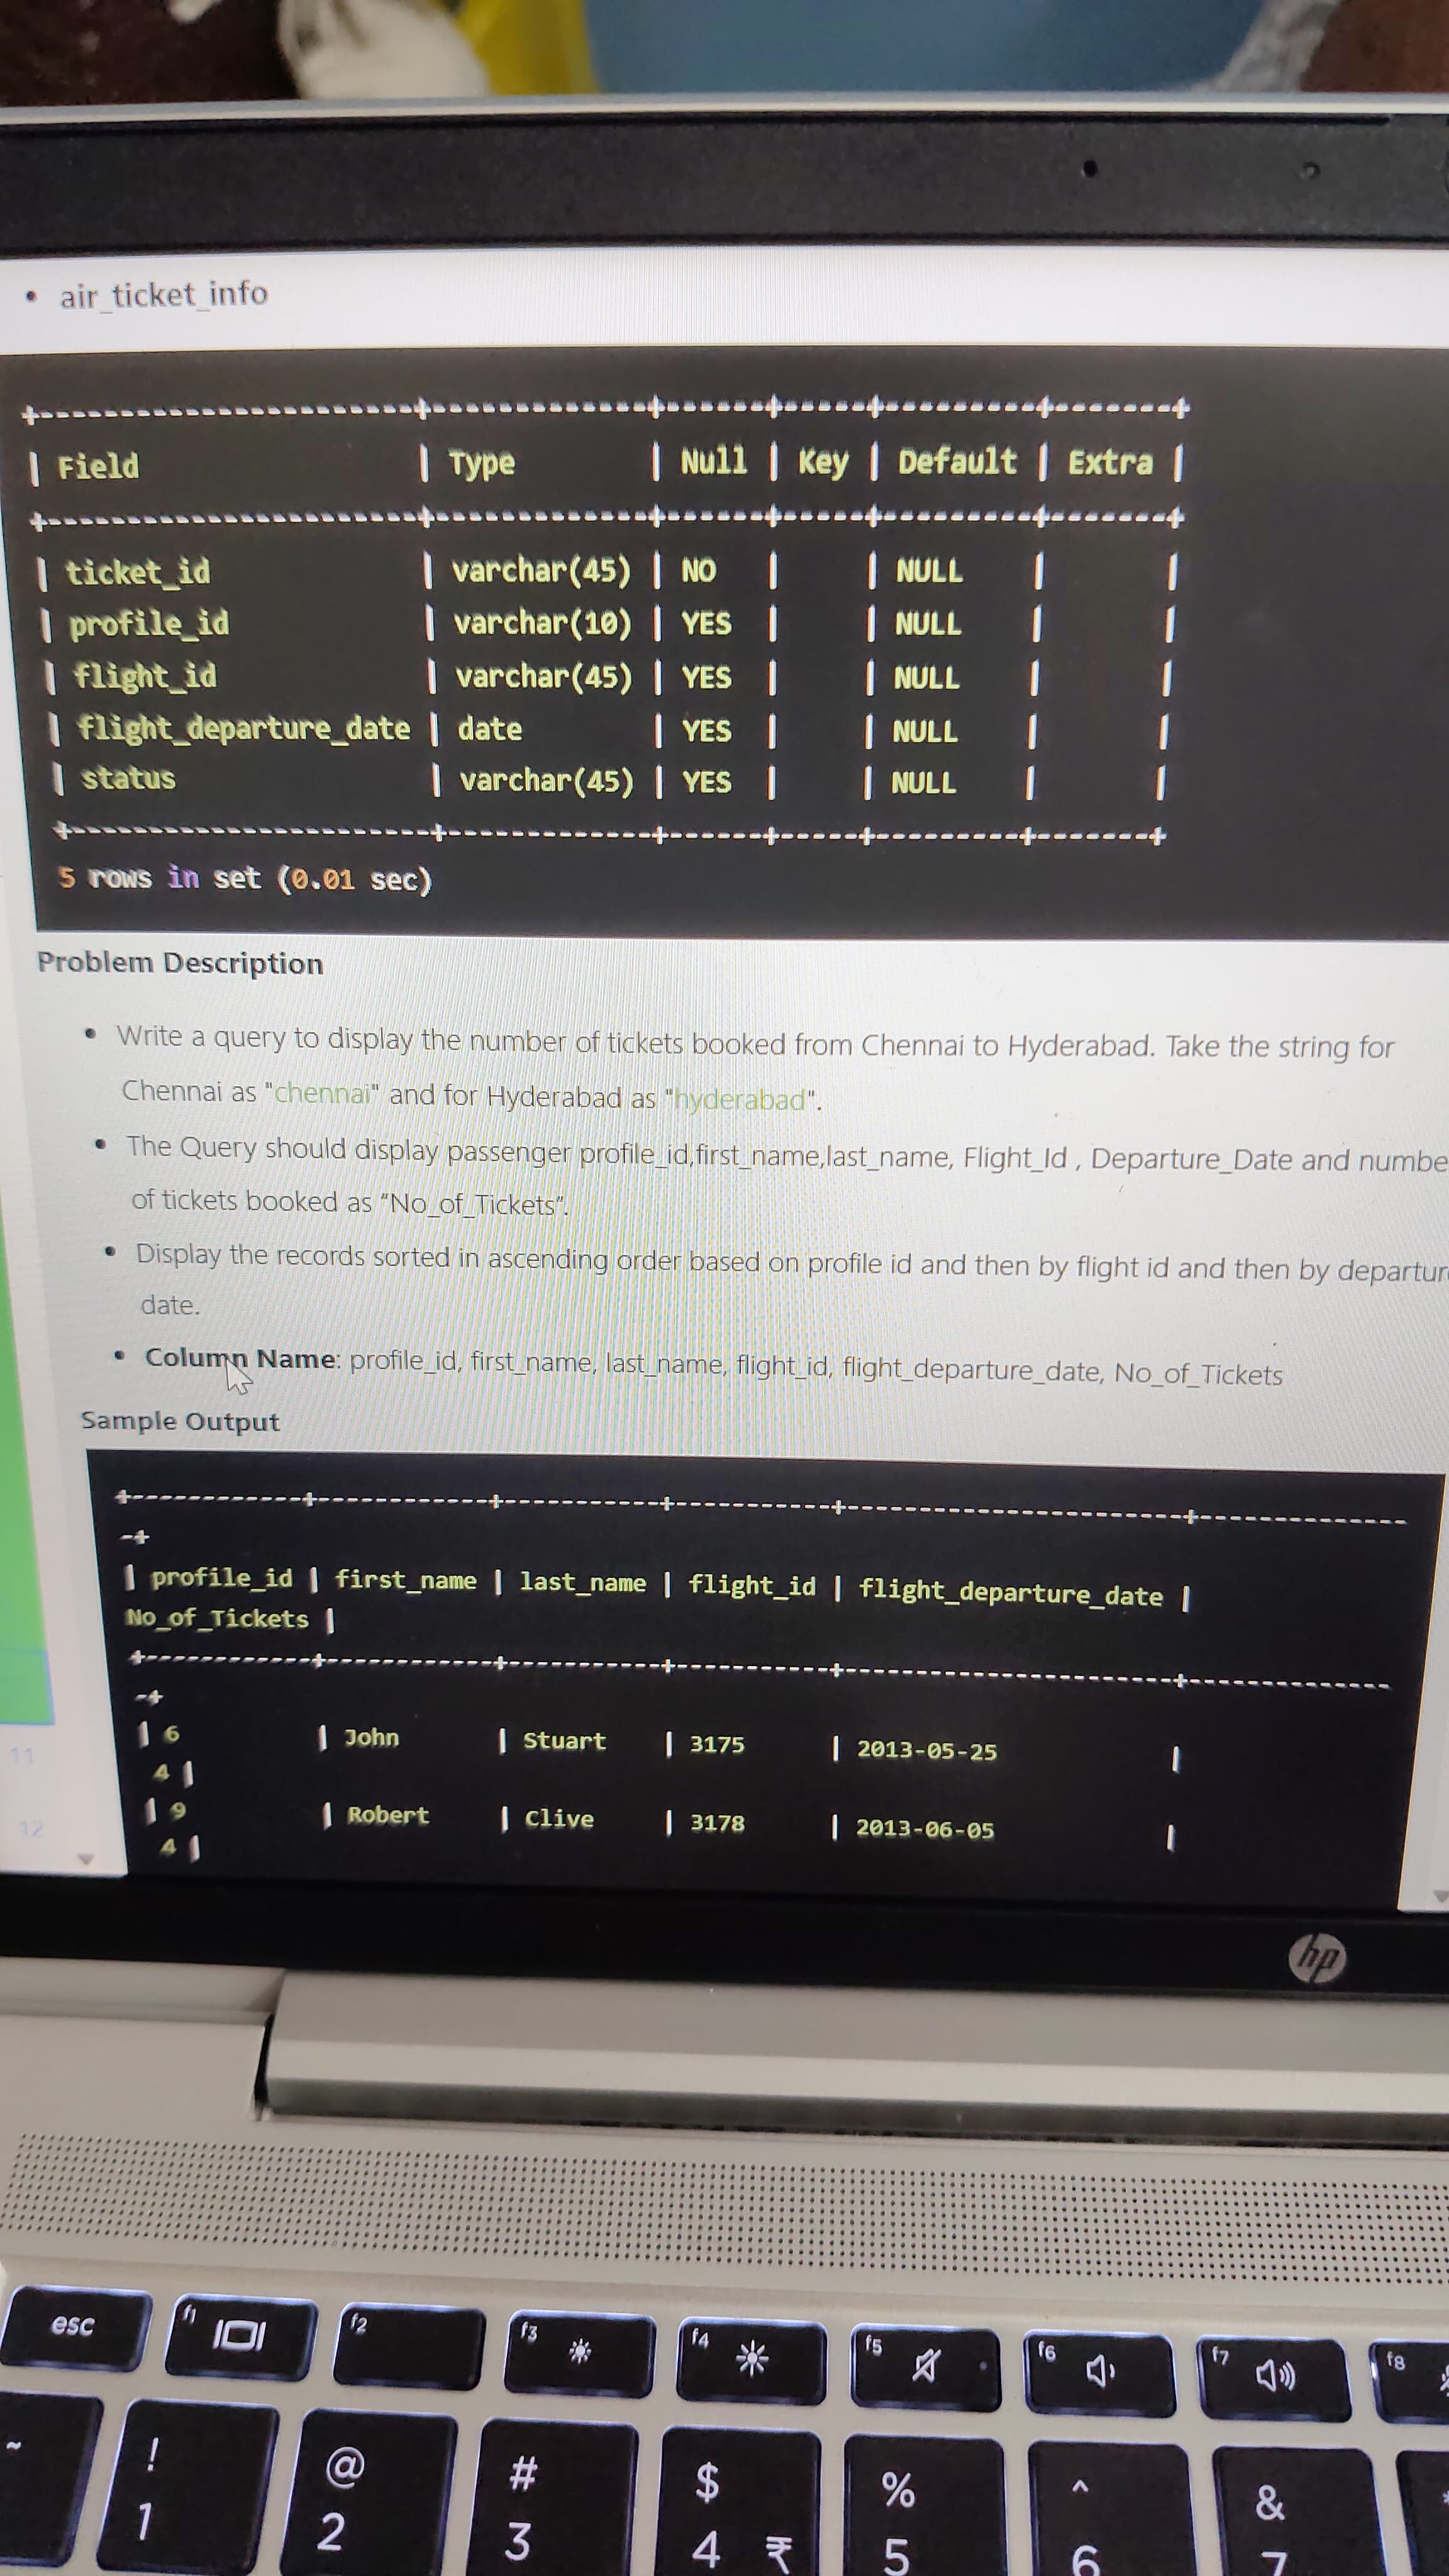 • air_ticket_info
+----------------------+-------------+------+-----+---------+-------+
| Field | Type | Null | Key | Default | Extra |
+----------------------+-------------+------+-----+---------+-------+
| ticket_id | varchar(45) | NO | | NULL | |
| profile_id | varchar(10) | YES | | NULL | |
| flight_id | varchar(45) | YES | | NULL | |
| flight_departure_date | date | YES | | NULL | |
| status | varchar(45) | YES | | NULL | |
+----------------------+-------------+------+-----+---------+-------+
5 rows in set (0.01 sec)
Problem Description
• Write a query to display the number of tickets booked from Chennai to Hyderabad. Take the string for
Chennai as "chennai" and for Hyderabad as "hyderabad".
• The Query should display passenger profile_id,first_name,last_name, Flight_Id , Departure_Date and numbe
of tickets booked as “No_of_Tickets”.
• Display the records sorted in ascending order based on profile id and then by flight id and then by departur
date.
• Column Name: profile_id, first_name, last_name, flight_id, flight_departure_date, No_of_Tickets
Sample Output
+------------+------------+-----------+-----------+-----------------------+--------------
-+
| profile_id | first_name | last_name | flight_id | flight_departure_date |
No_of_Tickets |
+------------+------------+-----------+-----------+-----------------------+--------------
-+
| 6 | John | Stuart | 3175 | 2013-05-25 |
4 |
| 9 | Robert | Clive | 3178 | 2013-06-05 |
4 |
11
12
hp
esc f1 f2 f3 f4 f5 f6 f7 f8
~ ! @ # $ % ^ &
1 2 3 4 ₹ 5 6 7